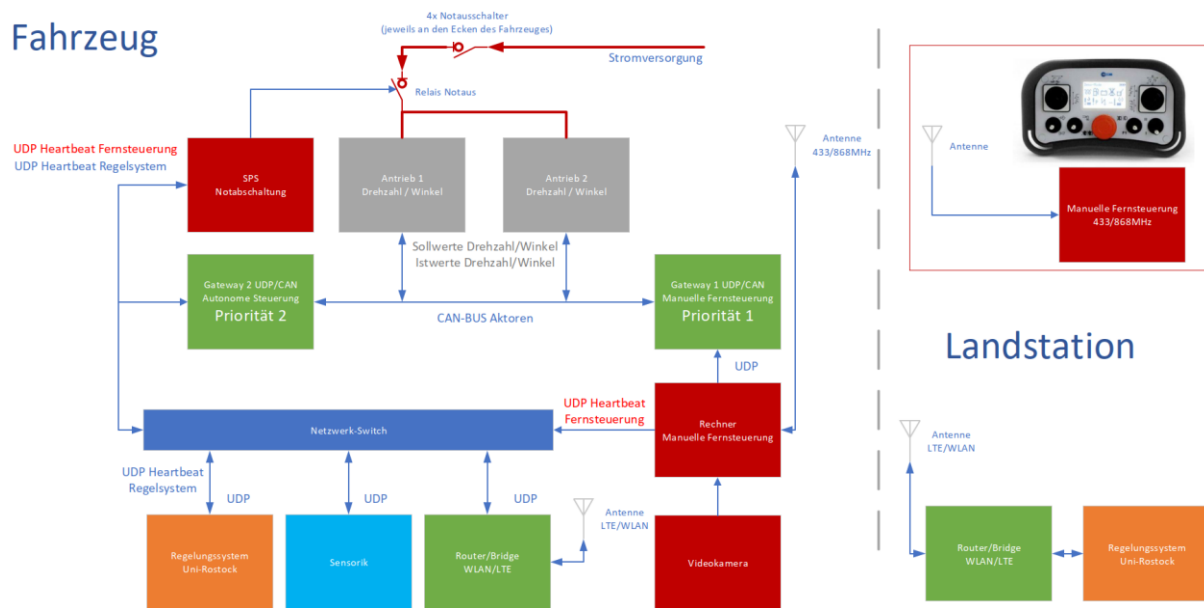 Fahrzeug
4x Notausschalter
(jeweils an den Ecken des Fahrzeuges)
Stromversorgung
Relais Notaus
UDP Heartbeat Fernsteuerung
UDP Heartbeat Regelsystem
SPS
Notabschaltung
Antrieb 1
Drehzahl / Winkel
Antrieb 2
Drehzahl / Winkel
Antenne
433/868MHz
Sollwerte Drehzahl/Winkel
Istwerte Drehzahl/Winkel
Gateway 2 UDP/CAN
Autonome Steuerung
Priorität 2
CAN-BUS Aktoren
Gateway 1 UDP/CAN
Manuelle Fernsteuerung
Priorität 1
UDP
UDP Heartbeat
Fernsteuerung
Netzwerk-Switch
Rechner
Manuelle Fernsteuerung
UDP Heartbeat
Regelsystem
UDP
UDP
UDP
Antenne
LTE/WLAN
Regelungssystem
Uni-Rostock
Sensorik
Router/Bridge
WLAN/LTE
Videokamera
Antenne
Manuelle Fernsteuerung
433/868MHz
Landstation
Antenne
LTE/WLAN
Router/Bridge
WLAN/LTE
Regelungssystem
Uni-Rostock